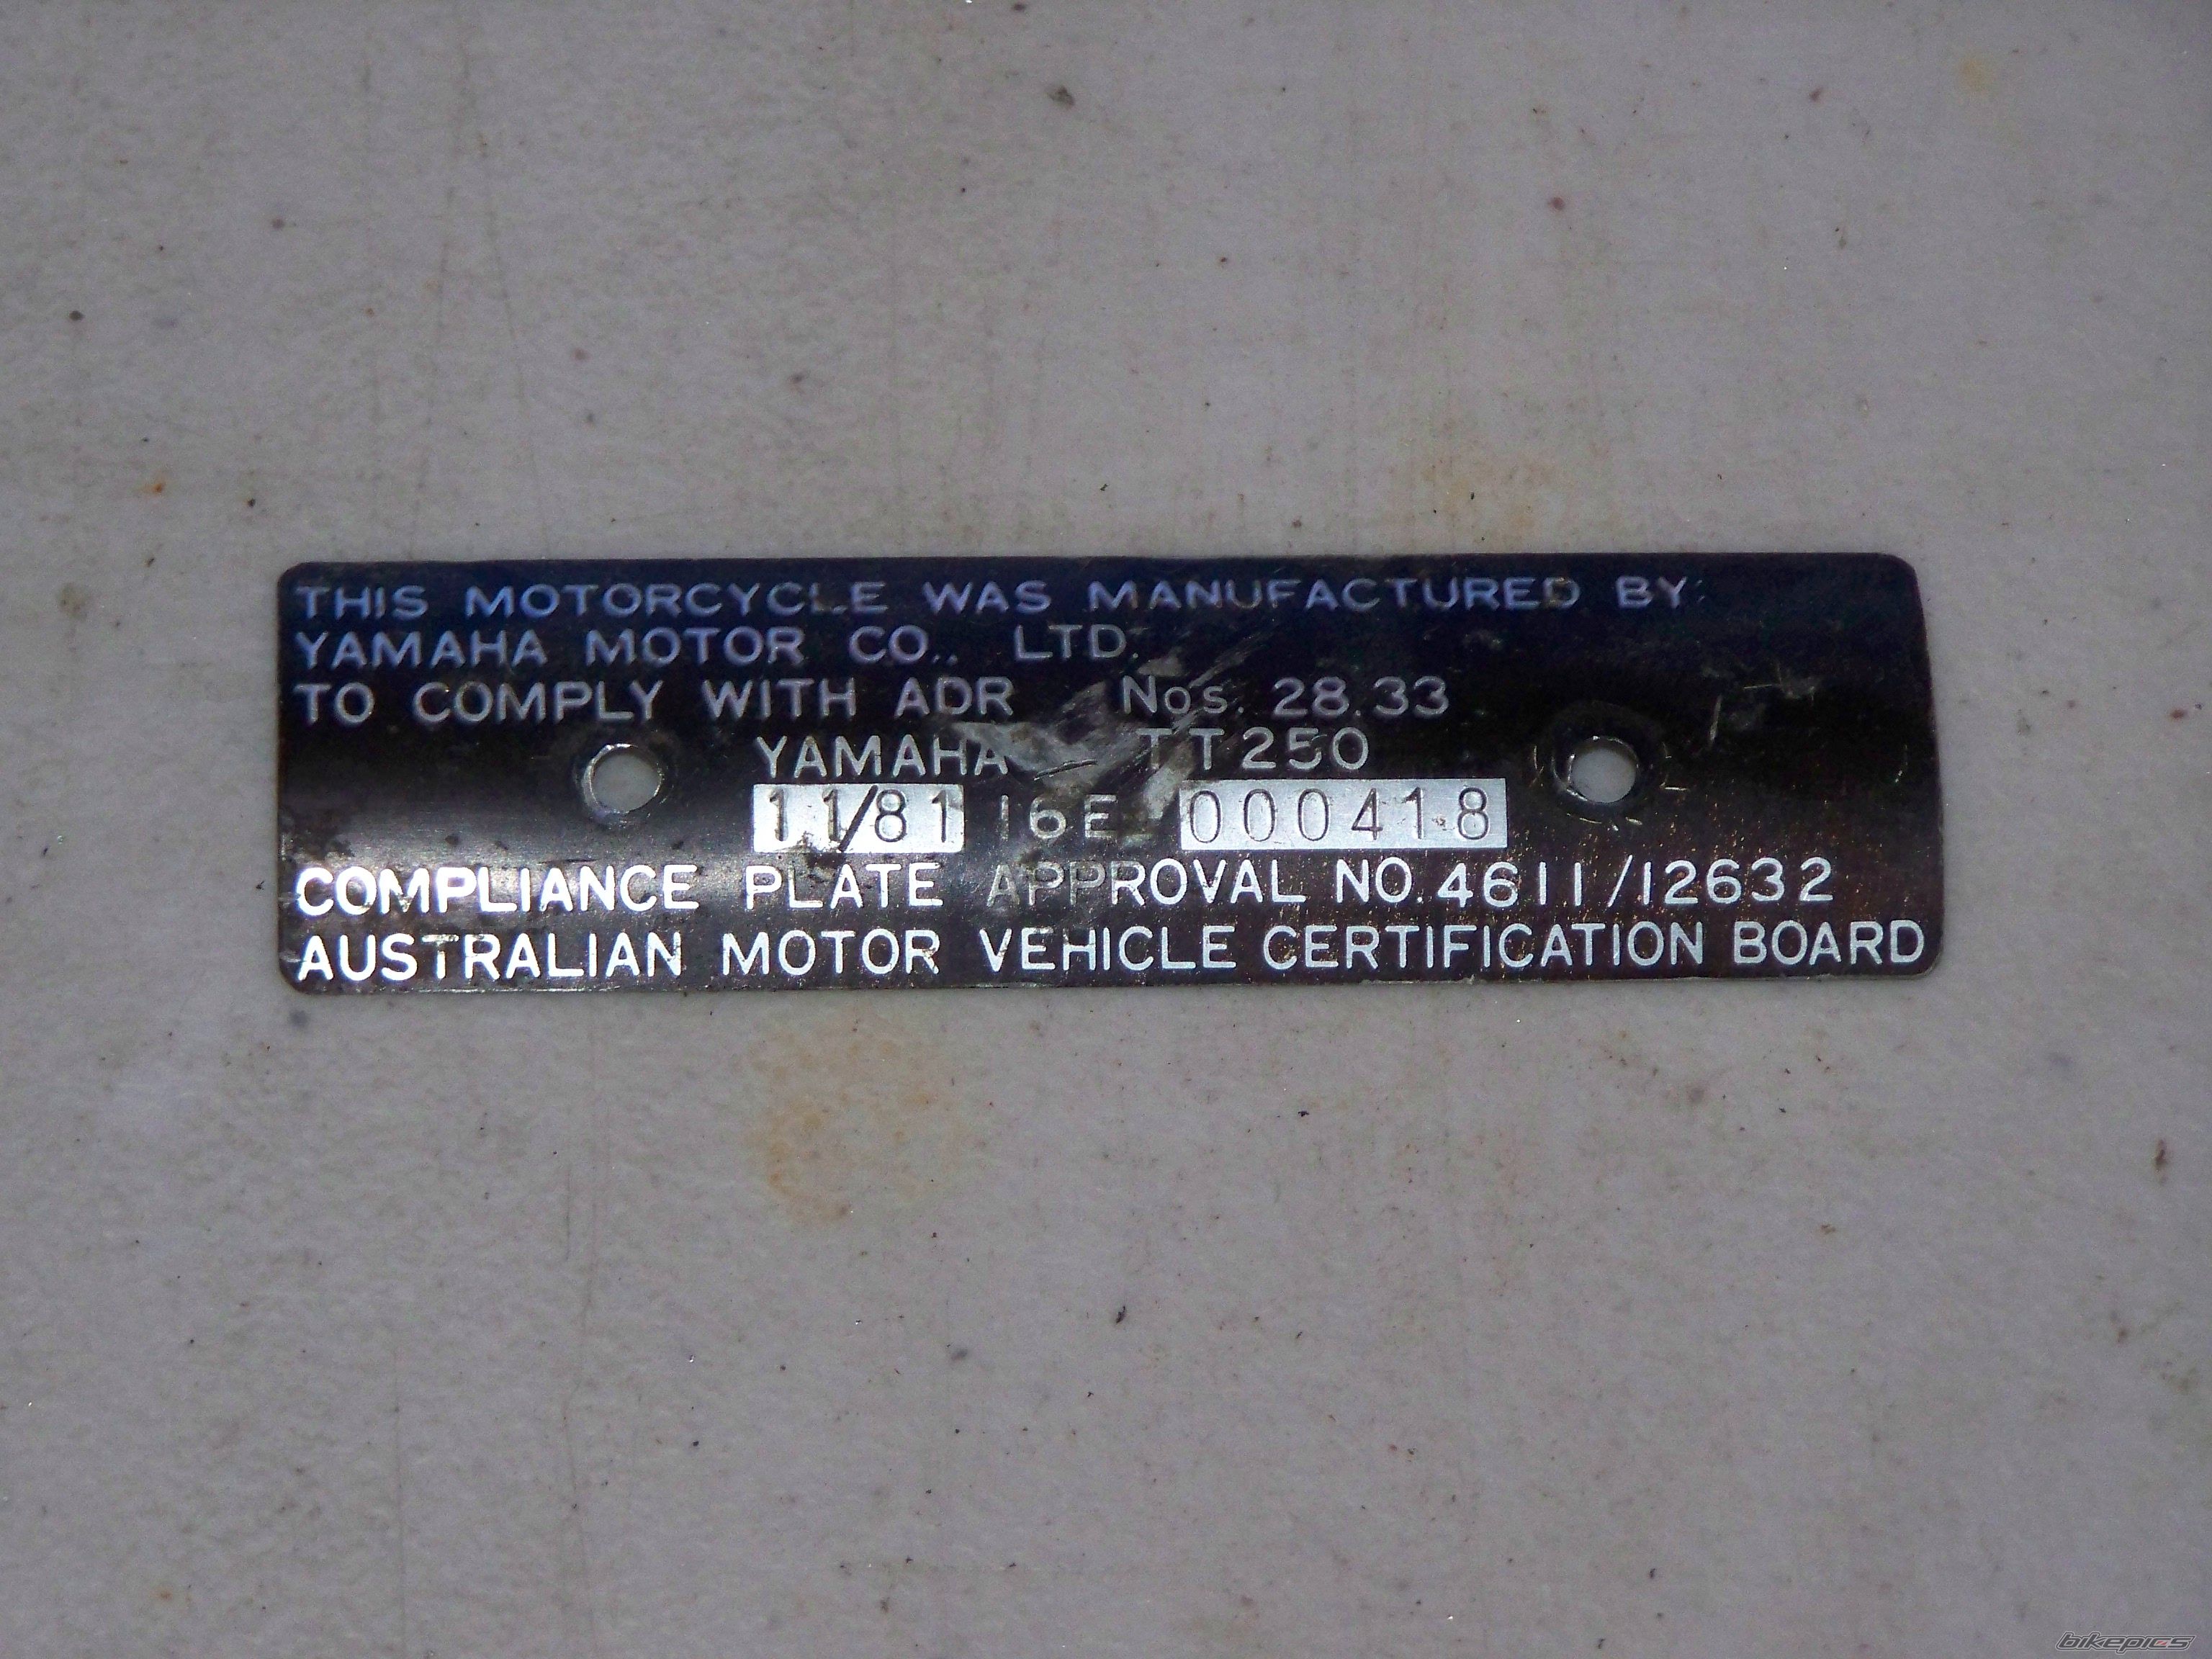 THIS MOTORCYCLE WAS MANUFACTURED BY:
YAMAHA MOTOR CO., LTD.
TO COMPLY WITH ADR Nos. 28.33
YAMAHA TT250
11/81 16E 000418
COMPLIANCE PLATE APPROVAL NO. 4611/12632
AUSTRALIAN MOTOR VEHICLE CERTIFICATION BOARD
bikepics